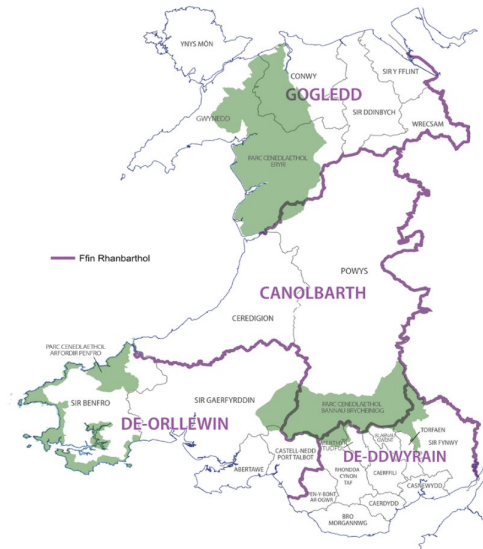 YNYS MÔN
CONWY
SIR Y FFLINT
GOGLEDD
GWYNEDD
SIR DDINBYCH
WRECSAM
PARC CENEDLAETHOL
ERYRI
Ffin Rhanbarthol
POWYS
CANOLBARTH
CEREDIGION
PARC CENEDLAETHOL
ARFORDIR PENFRO
SIR BENFRO
SIR GAERFYRDDIN
DE-ORLLEWIN
PARC CENEDLAETHOL
BANNAU BRYCHEINIOG
TORFAEN
SIR FYNWY
DE-DDWYRAIN
CASTELL-NEDD
PORT TALBOT
ABERTAWE
RHONDDA
CYNON
TAF
CAERFFILI
CASNEWYDD
PEN-Y-BONT
AR OGWR
CAERDYDD
BRO
MORGANNWG